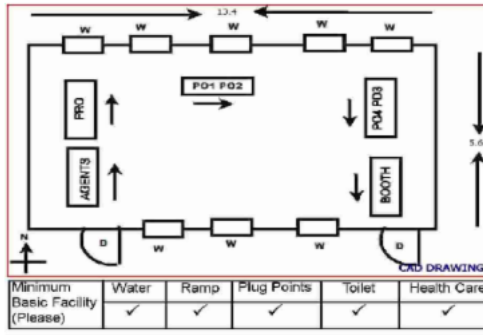 13.4
W W W W W
PO1 PO2
PRO
PO4 PO3
AGENTS
BOOTH
5.6
N
D W W W D
CAD DRAWING
Minimum Basic Facility (Please) Water Ramp Plug Points Toilet Health Care
✓ ✓ ✓ ✓ ✓